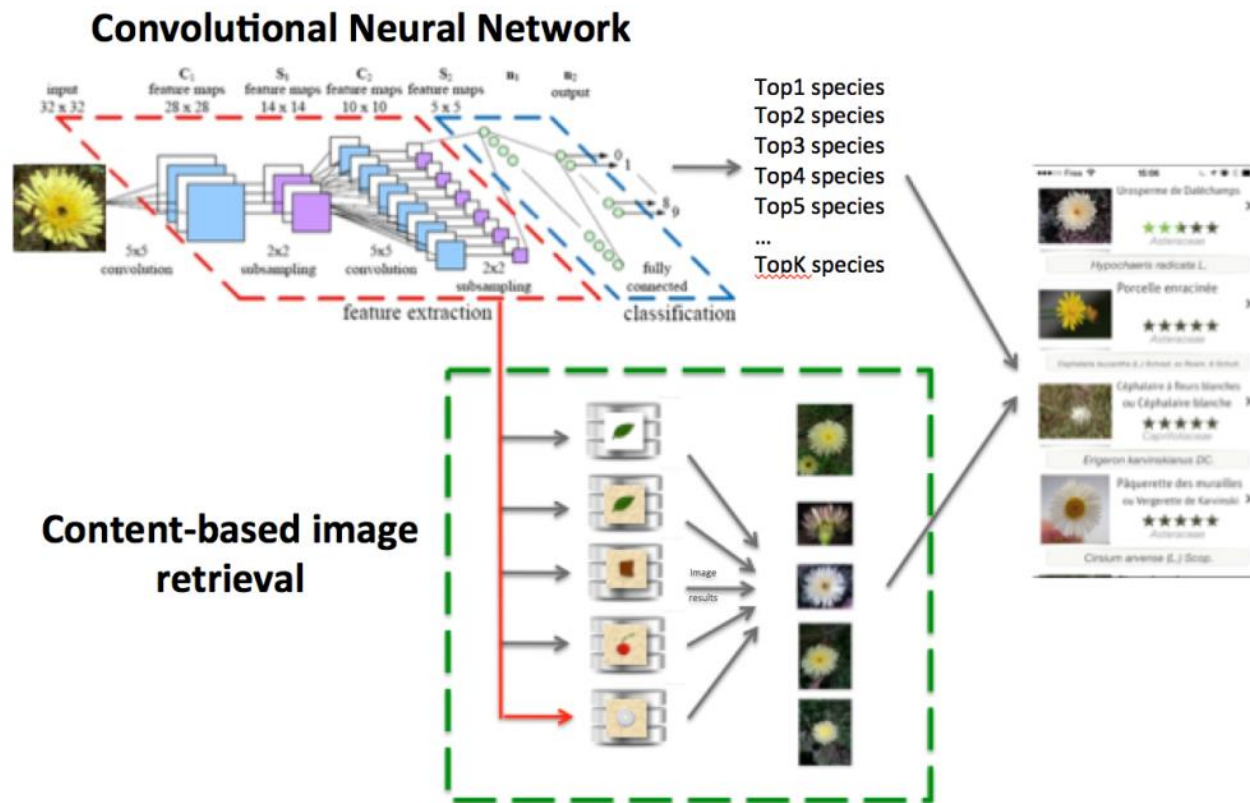 Convolutional Neural Network
input
32 x 32
C1
feature maps
28 x 28
S1
feature maps
14 x 14
C2
feature maps
10 x 10
S2
feature maps
5 x 5
n1
n2
output
0
1
8
9
5x5
convolution
2x2
subsampling
5x5
convolution
2x2
subsampling
fully
connected
feature extraction
classification
Top1 species
Top2 species
Top3 species
Top4 species
Top5 species
...
TopK species
Content-based image
retrieval
Image
results
Free
15:06
Urosperme de Daléchamps
Asteraceae
Hypochaeris radicata L.
Porcelle enracinée
Asteraceae
Céphalaire à fleurs blanches
ou Céphalaire blanche
Caprifoliaceae
Erigeron karvinskianus DC.
Pâquerette des murailles
ou Vergerette de Karvinski
Asteraceae
Cirsium arvense (L.) Scop.